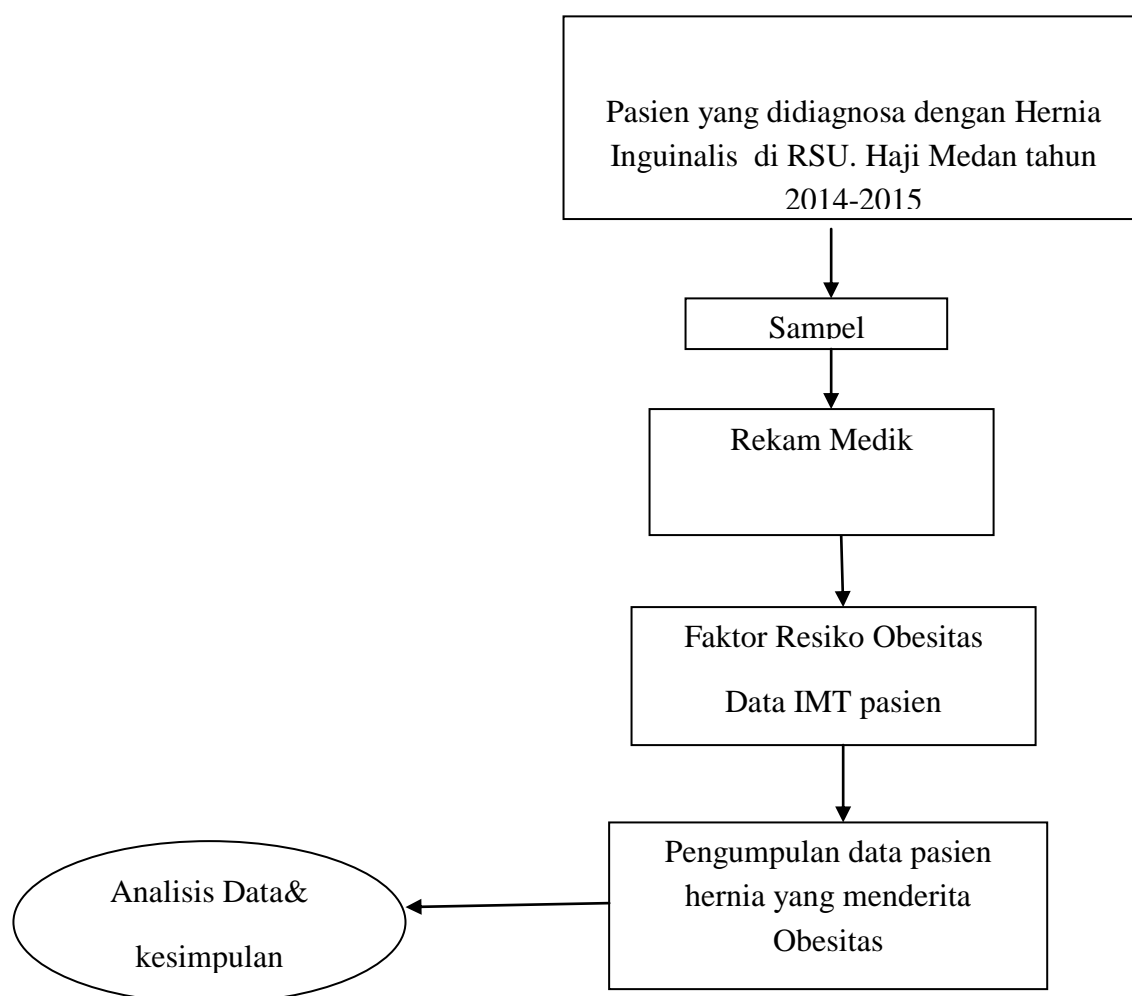 Pasien yang didiagnosa dengan Hernia
Inguinalis di RSU. Haji Medan tahun
2014-2015
Sampel
Rekam Medik
Faktor Resiko Obesitas
Data IMT pasien
Pengumpulan data pasien
hernia yang menderita
Obesitas
Analisis Data&
kesimpulan